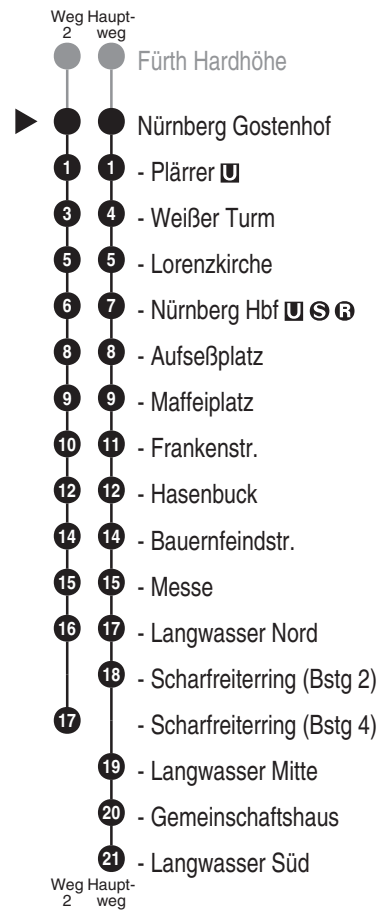 Weg Haupt-
2 weg
Fürth Hardhöhe
Nürnberg Gostenhof
1 1 - Plärrer U
3 4 - Weißer Turm
5 5 - Lorenzkirche
6 7 - Nürnberg Hbf U S R
8 8 - Aufseßplatz
9 9 - Maffeiplatz
10 11 - Frankenstr.
12 12 - Hasenbuck
14 14 - Bauernfeindstr.
15 15 - Messe
16 17 - Langwasser Nord
18 - Scharfreiterring (Bstg 2)
17 - Scharfreiterring (Bstg 4)
19 - Langwasser Mitte
20 - Gemeinschaftshaus
21 - Langwasser Süd
Weg Haupt-
2 weg